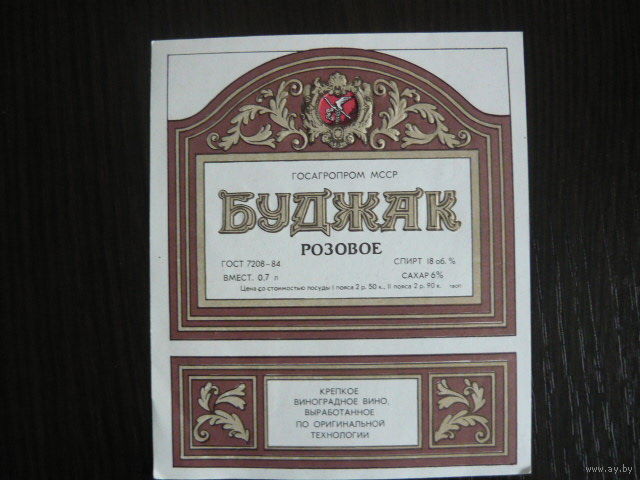 ГОСАГРОПРОМ МССР
БУДЖАК
РОЗОВОЕ
ГОСТ 7208-84 СПИРТ 18 об. %
ВМЕСТ. 0,7 л САХАР 6%
Цена со стоимостью посуды I пояса 2 р. 50 к., II пояса 2 р. 90 к.
КРЕПКОЕ
ВИНОГРАДНОЕ ВИНО,
ВЫРАБОТАННОЕ
ПО ОРИГИНАЛЬНОЙ
ТЕХНОЛОГИИ
www.ay.by